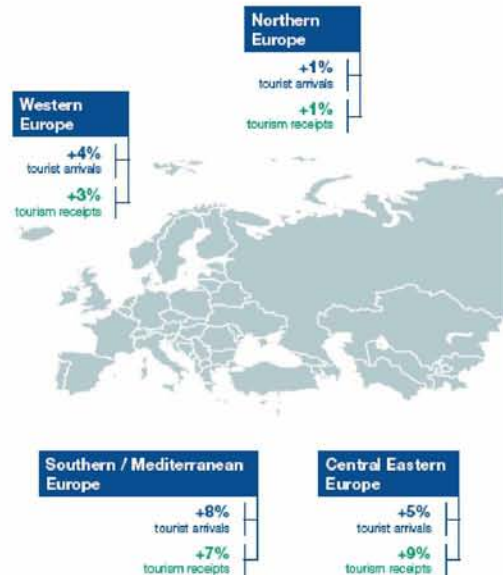 Northern
Europe
+1%
tourist arrivals
+1%
tourism receipts
Western
Europe
+4%
tourist arrivals
+3%
tourism receipts
Southern / Mediterranean
Europe
+8%
tourist arrivals
+7%
tourism receipts
Central Eastern
Europe
+5%
tourist arrivals
+9%
tourism receipts